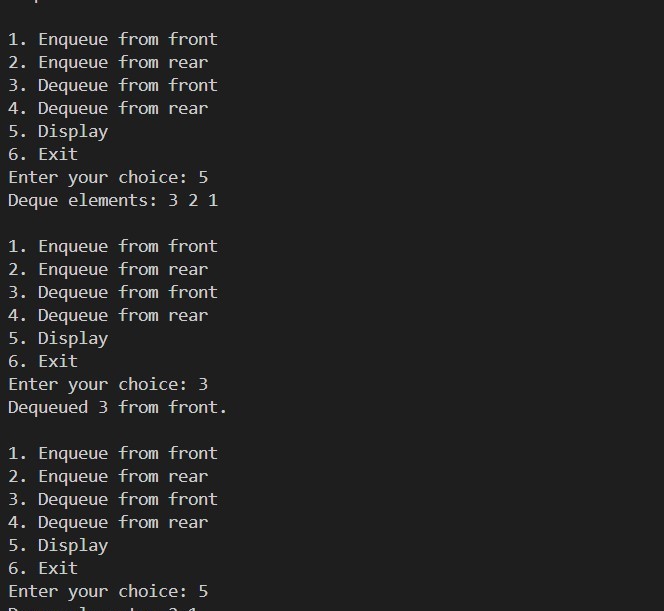 1. Enqueue from front
2. Enqueue from rear
3. Dequeue from front
4. Dequeue from rear
5. Display
6. Exit
Enter your choice: 5
Deque elements: 3 2 1
1. Enqueue from front
2. Enqueue from rear
3. Dequeue from front
4. Dequeue from rear
5. Display
6. Exit
Enter your choice: 3
Dequeued 3 from front.
1. Enqueue from front
2. Enqueue from rear
3. Dequeue from front
4. Dequeue from rear
5. Display
6. Exit
Enter your choice: 5